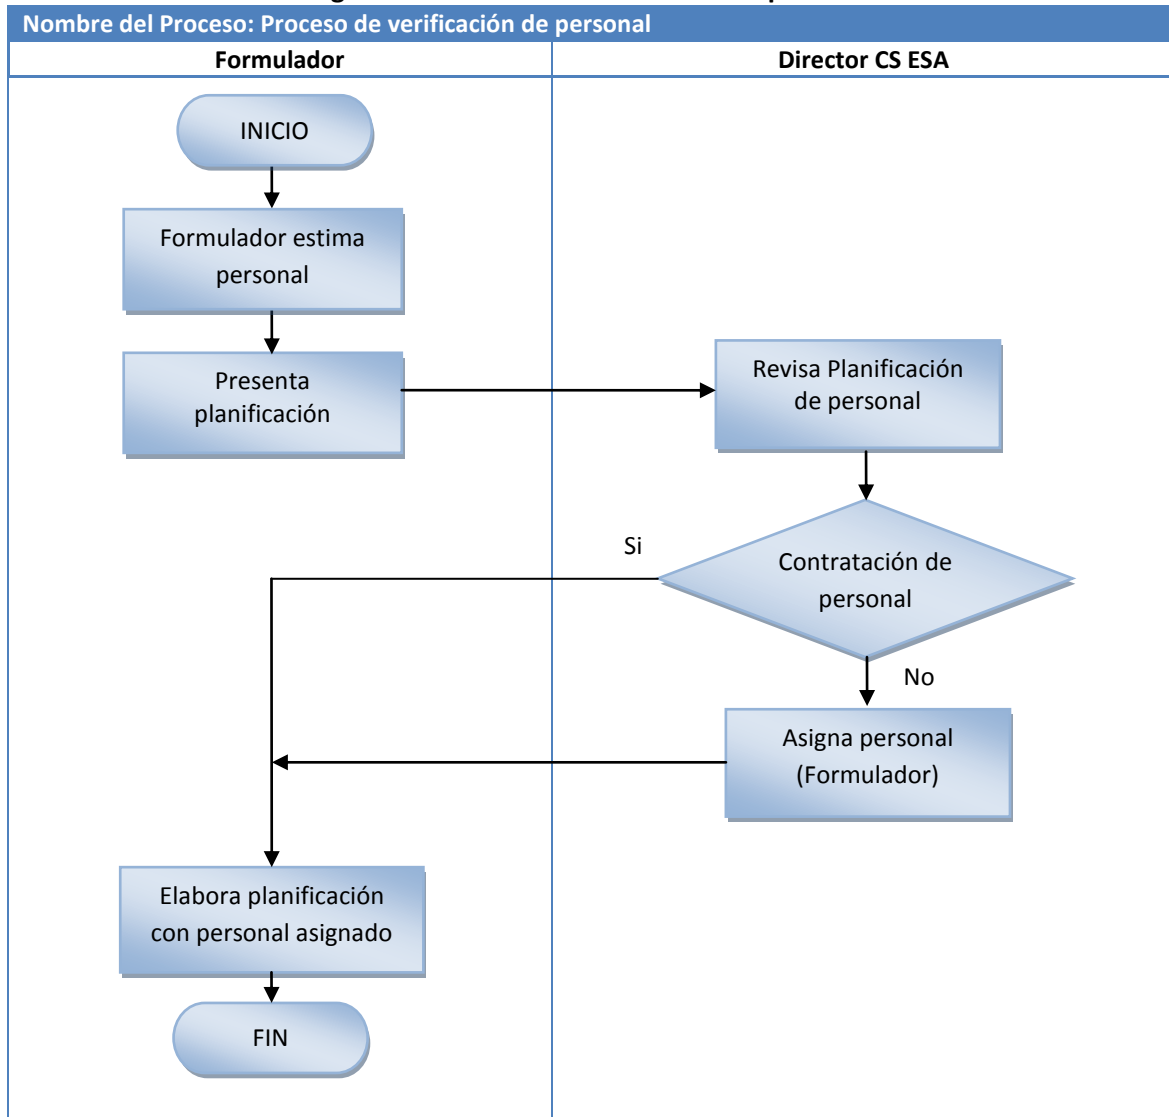 Nombre del Proceso: Proceso de verificación de personal
Formulador
Director CS ESA
INICIO
Formulador estima
personal
Presenta
planificación
Revisa Planificación
de personal
Si
Contratación de
personal
No
Asigna personal
(Formulador)
Elabora planificación
con personal asignado
FIN